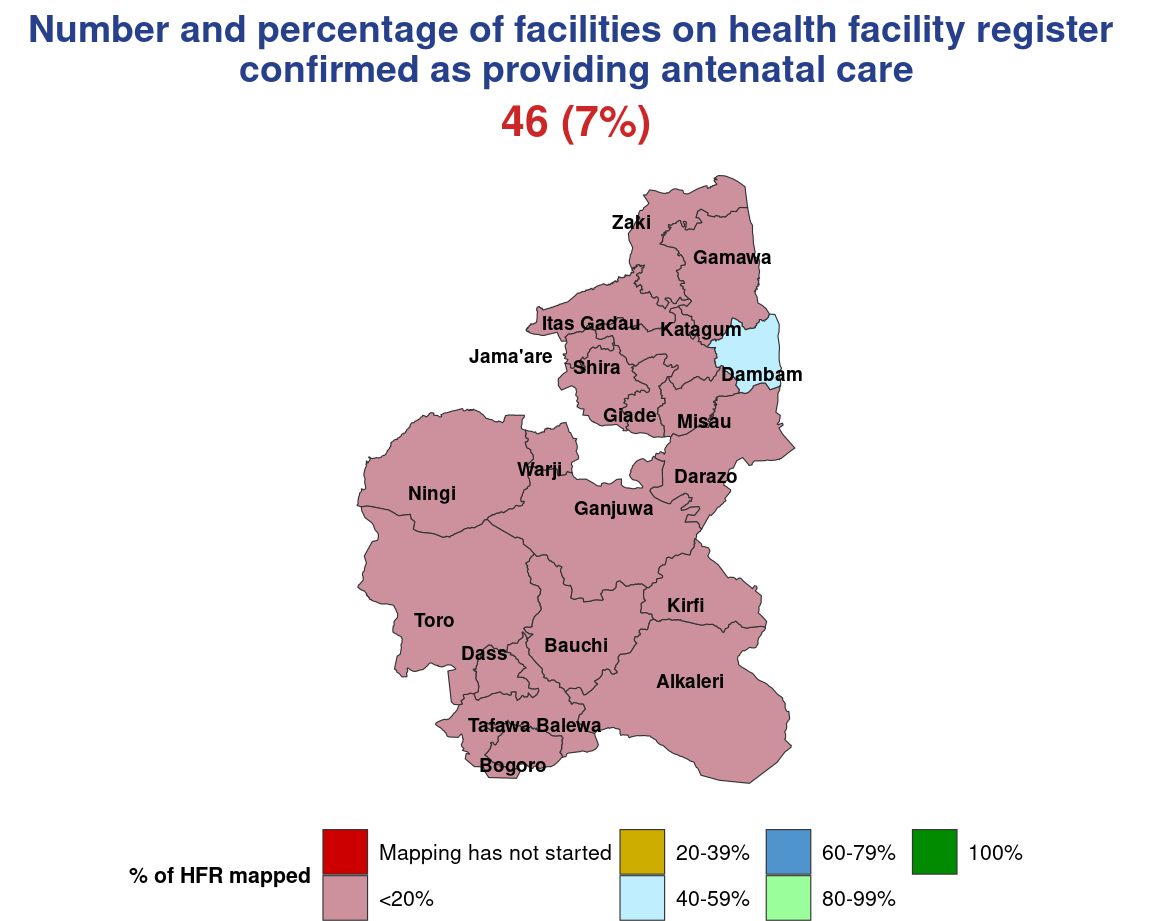 Number and percentage of facilities on health facility register
confirmed as providing antenatal care
46 (7%)
Zaki
Gamawa
Itas Gadau
Katagum
Jama'are
Shira
Dambam
Giade
Misau
Warji
Darazo
Ningi
Ganjuwa
Kirfi
Toro
Bauchi
Dass
Alkaleri
Tafawa Balewa
Bogoro
% of HFR mapped
Mapping has not started
<20%
20-39%
40-59%
60-79%
80-99%
100%